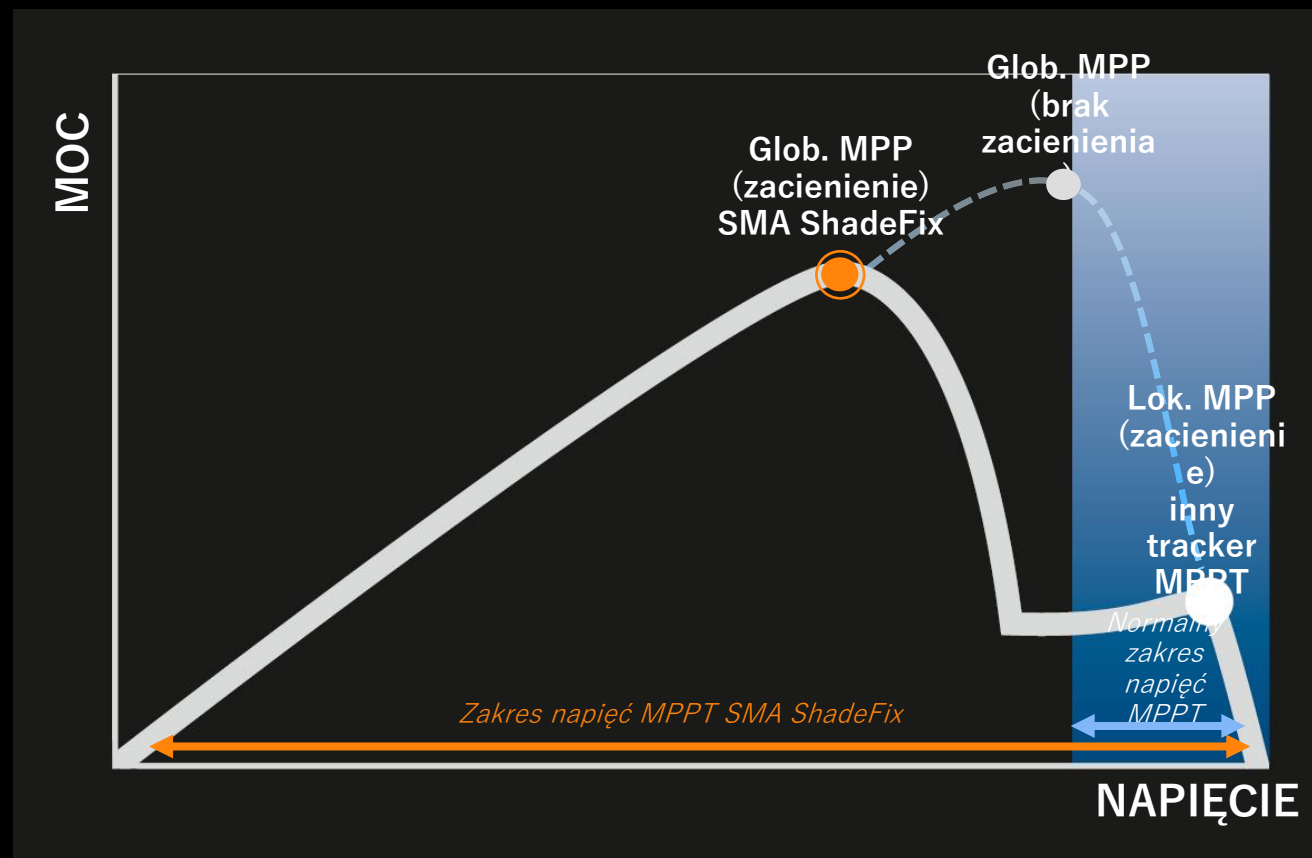 MOC
Glob. MPP
(brak
zacienienia
)
Glob. MPP
(zacienienie)
SMA ShadeFix
Lok. MPP
(zacienieni
e)
inny
tracker
MPPT
Normalny
zakres
napięć
MPPT
Zakres napięć MPPT SMA ShadeFix
NAPIĘCIE